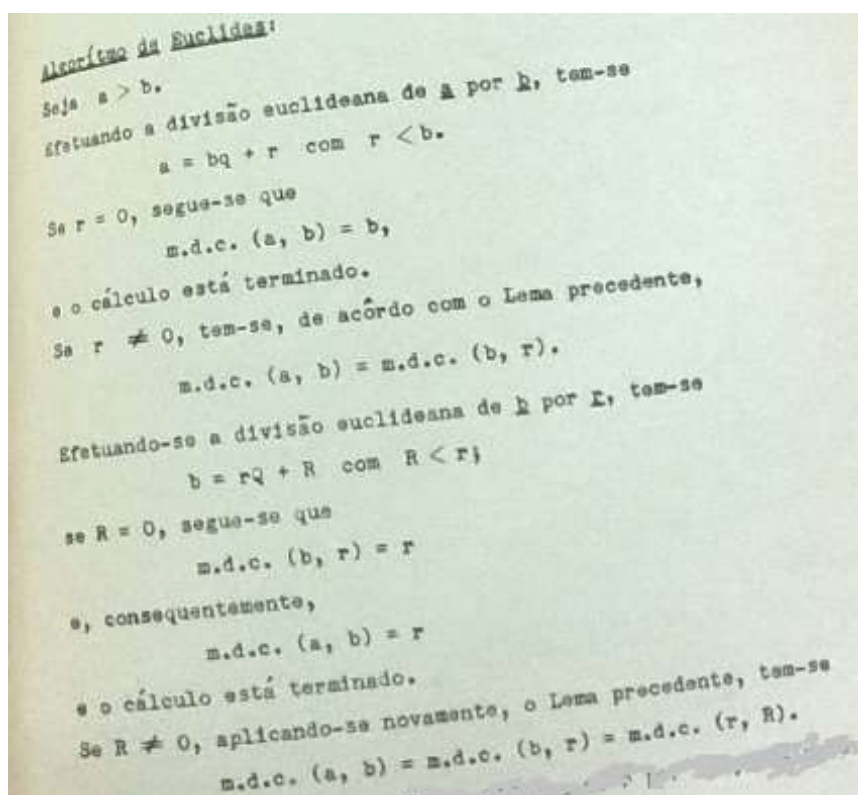 Algorítmo de Euclides:
Seja a > b.
Efetuando a divisão euclideana de a por b, tem-se
a = bq + r com r < b.
Se r = 0, segue-se que
m.d.c. (a, b) = b,
e o cálculo está terminado.
Se r ≠ 0, tem-se, de acôrdo com o Lema precedente,
m.d.c. (a, b) = m.d.c. (b, r).
Efetuando-se a divisão euclideana de b por r, tem-se
b = rQ + R com R < r;
se R = 0, segue-se que
m.d.c. (b, r) = r
e, consequentemente,
m.d.c. (a, b) = r
e o cálculo está terminado.
Se R ≠ 0, aplicando-se novamente, o Lema precedente, tem-se
m.d.c. (a, b) = m.d.c. (b, r) = m.d.c. (r, R).